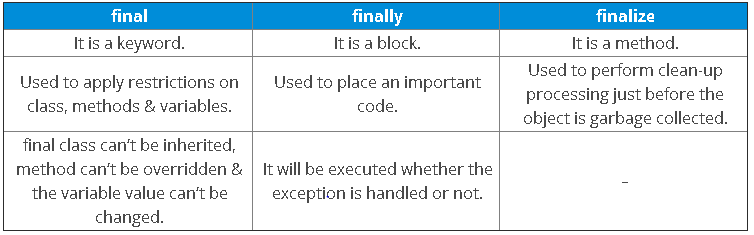 final
finally
finalize
It is a keyword.
It is a block.
It is a method.
Used to apply restrictions on
class, methods & variables.
Used to place an important
code.
Used to perform clean-up
processing just before the
object is garbage collected.
final class can’t be inherited,
method can’t be overridden &
the variable value can’t be
changed.
It will be executed whether the
exception is handled or not.
–